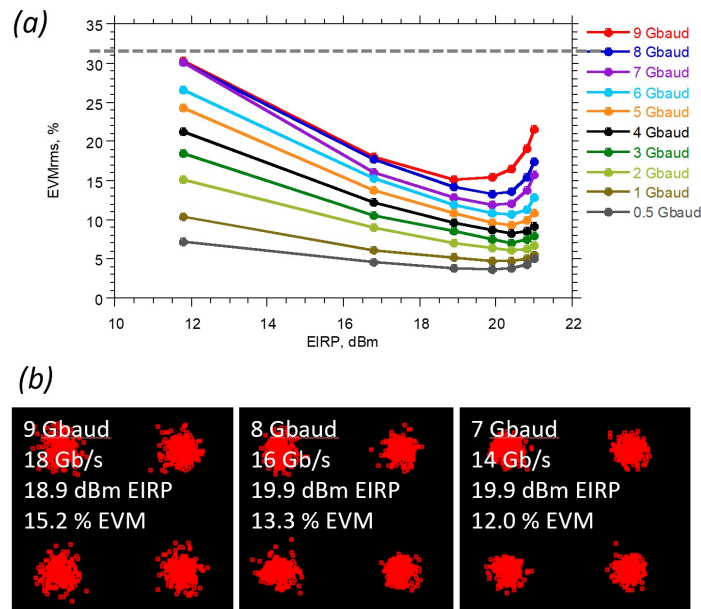 (a)
35
30
25
20
15
10
5
0
EVMrms, %
10
12
14
16
18
20
22
EIRP, dBm
9 Gbaud
8 Gbaud
7 Gbaud
6 Gbaud
5 Gbaud
4 Gbaud
3 Gbaud
2 Gbaud
1 Gbaud
0.5 Gbaud
(b)
9 Gbaud
18 Gb/s
18.9 dBm EIRP
15.2 % EVM
8 Gbaud
16 Gb/s
19.9 dBm EIRP
13.3 % EVM
7 Gbaud
14 Gb/s
19.9 dBm EIRP
12.0 % EVM